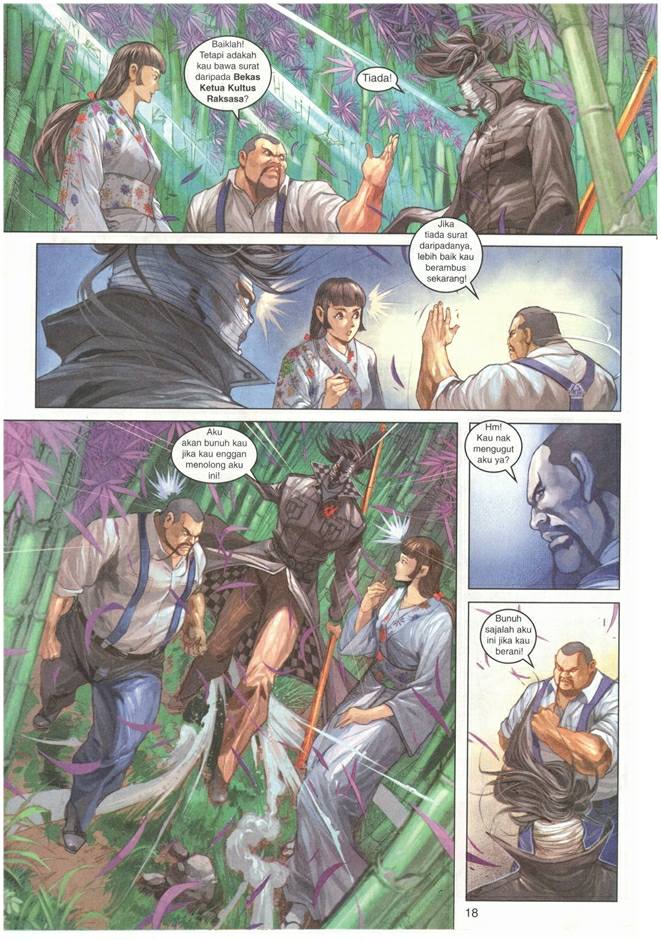 Baiklah!
Tetapi adakah
kau bawa surat
daripada Bekas
Ketua Kultus
Raksasa?
Tiada!
Jika
tiada surat
daripadanya,
lebih baik kau
berambus
sekarang!
Aku
akan bunuh kau
jika kau enggan
menolong aku
ini!
Hm!
Kau nak
mengugut
aku ya?
Bunuh
sajalah aku
ini jika kau
berani!
18